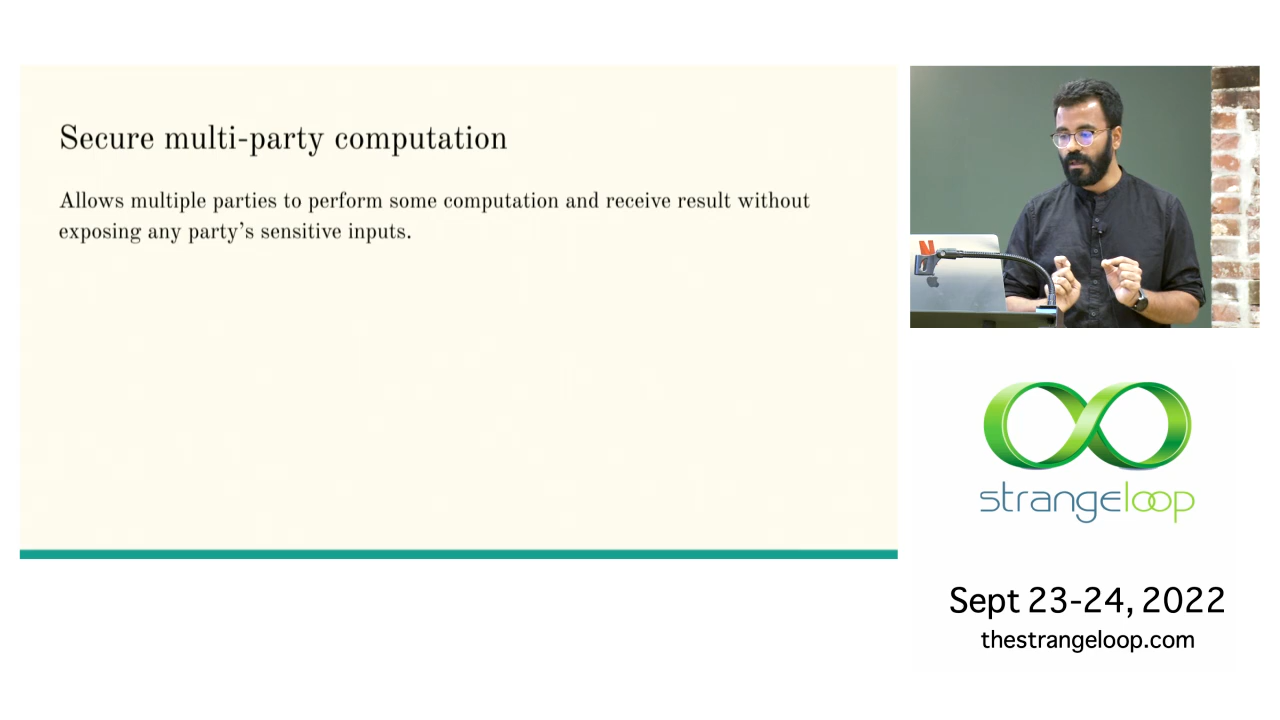 Secure multi-party computation
Allows multiple parties to perform some computation and receive result without
exposing any party's sensitive inputs.
strangeloop
Sept 23-24, 2022
thestrangeloop.com